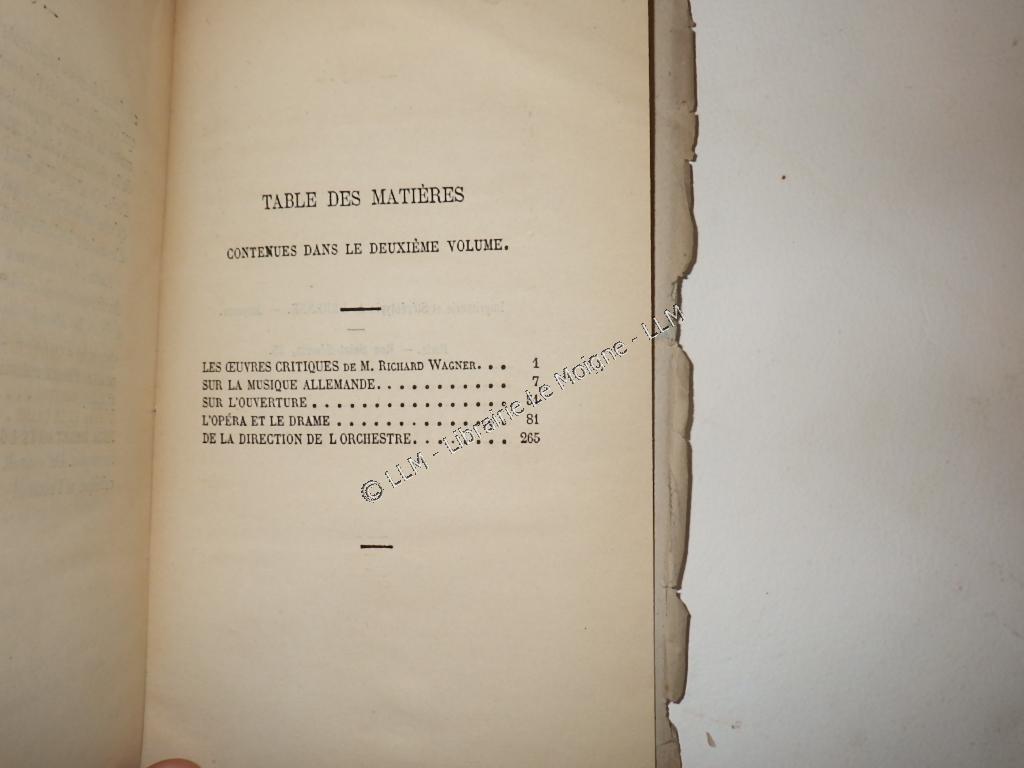 TABLE DES MATIÈRES
CONTENUES DANS LE DEUXIÈME VOLUME.
LES ŒUVRES CRITIQUES DE M. RICHARD WAGNER. . . 1
SUR LA MUSIQUE ALLEMANDE. . . . . . . . . . . . 7
SUR L'OUVERTURE . . . . . . . . . . . . . . . . .
L'OPÉRA ET LE DRAME . . . . . . . . . . . . . . . 81
DE LA DIRECTION DE L ORCHESTRE. . . . . . . . 265
© LLM - Librairie Le Moigne - LLM